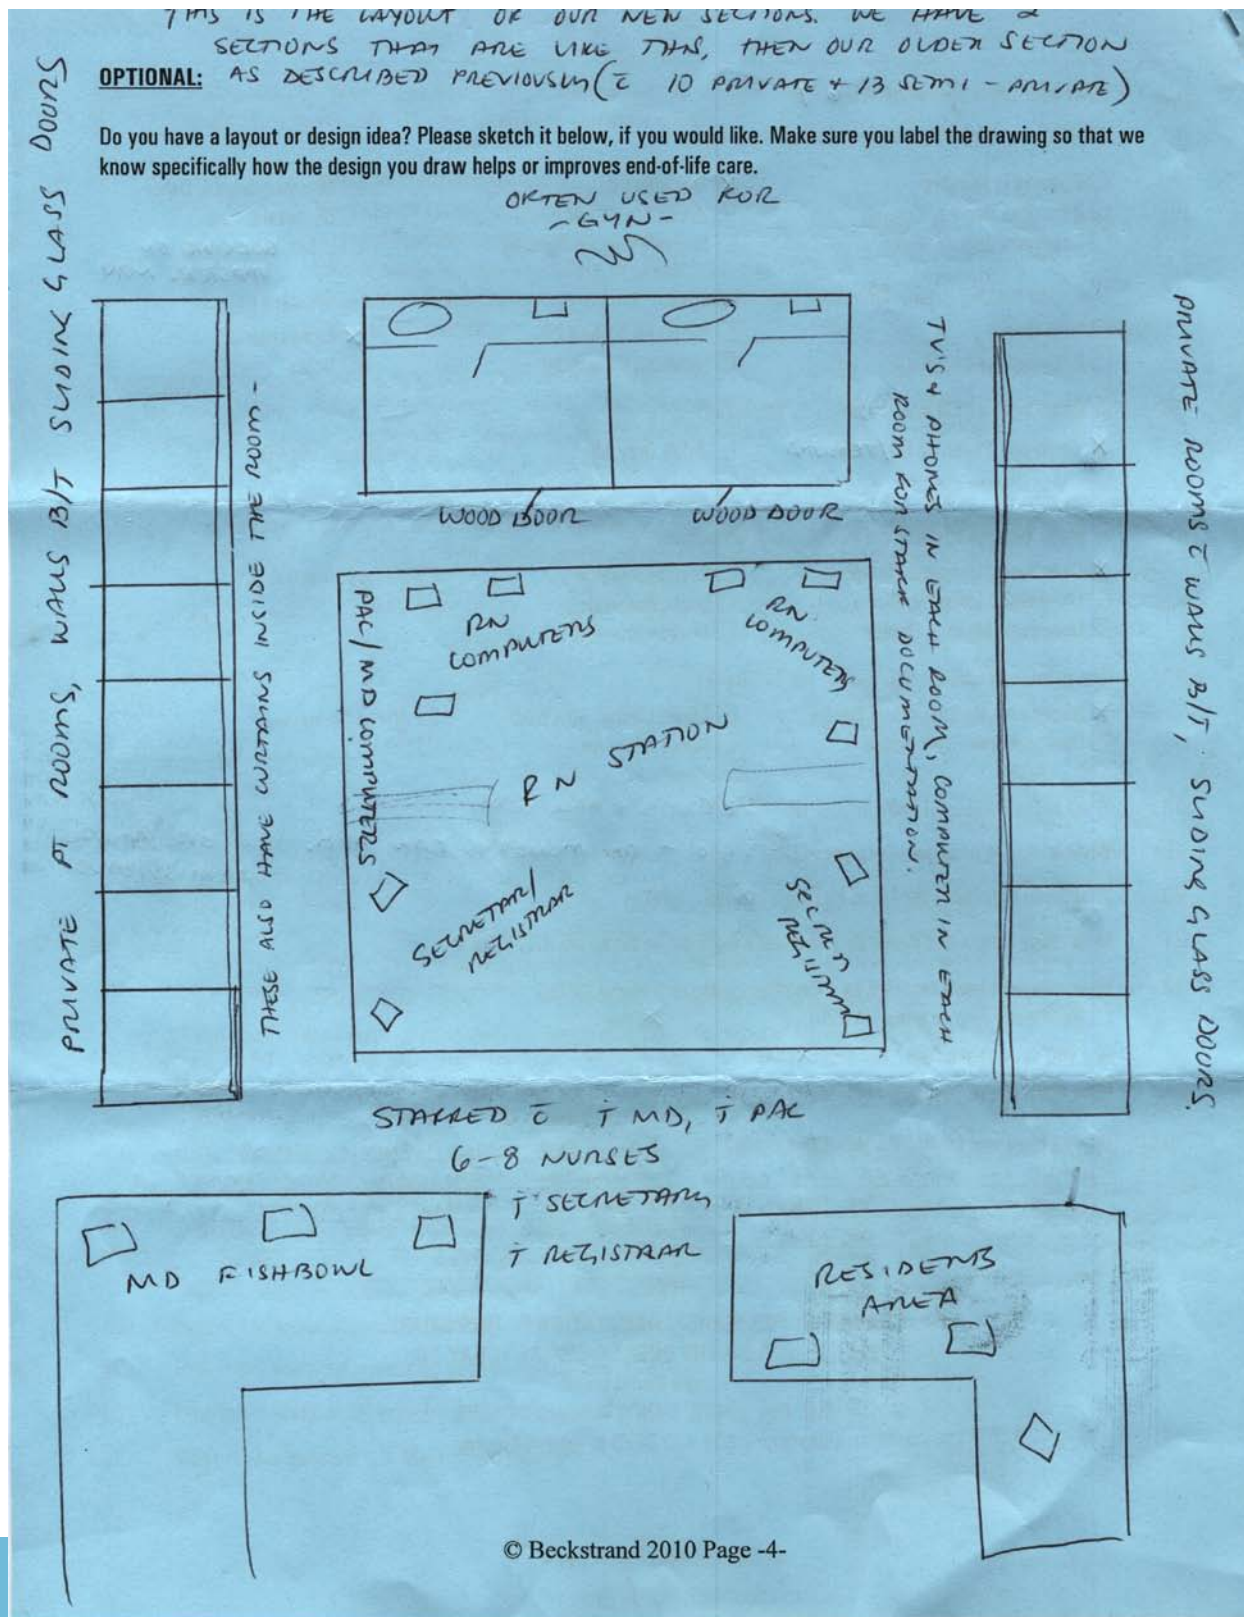 THIS IS THE LAYOUT OF OUR NEW SECTIONS. WE HAVE 2
SECTIONS THAT ARE LIKE THIS, THEN OUR OLDER SECTION
OPTIONAL: AS DESCRIBED PREVIOUSLY (c̄ 10 PRIVATE + 13 SEMI-PRIVATE)
Do you have a layout or design idea? Please sketch it below, if you would like. Make sure you label the drawing so that we
know specifically how the design you draw helps or improves end-of-life care.
OFTEN USED FOR
-GYN-
PRIVATE PT ROOMS, WALLS B/T SLIDING GLASS DOORS
THESE ALSO HAVE CURTAINS INSIDE THE ROOM-
WOOD DOOR
WOOD DOOR
TV'S & PHONES IN EACH ROOM, COMPUTER IN EACH
ROOM FOR STAFF DOCUMENTATION.
PRIVATE ROOMS c̄ WALLS B/T, SLIDING GLASS DOORS.
PAC/MD COMPUTERS
RN
COMPUTERS
RN
COMPUTERS
RN STATION
SECRETARY/
REGISTRAR
SECRE
REGISTRAR
STAFFED c̄ i MD, i PAC
6-8 NURSES
i SECRETARY
i REGISTRAR
MD FISHBOWL
RESIDENTS
AREA
© Beckstrand 2010 Page -4-